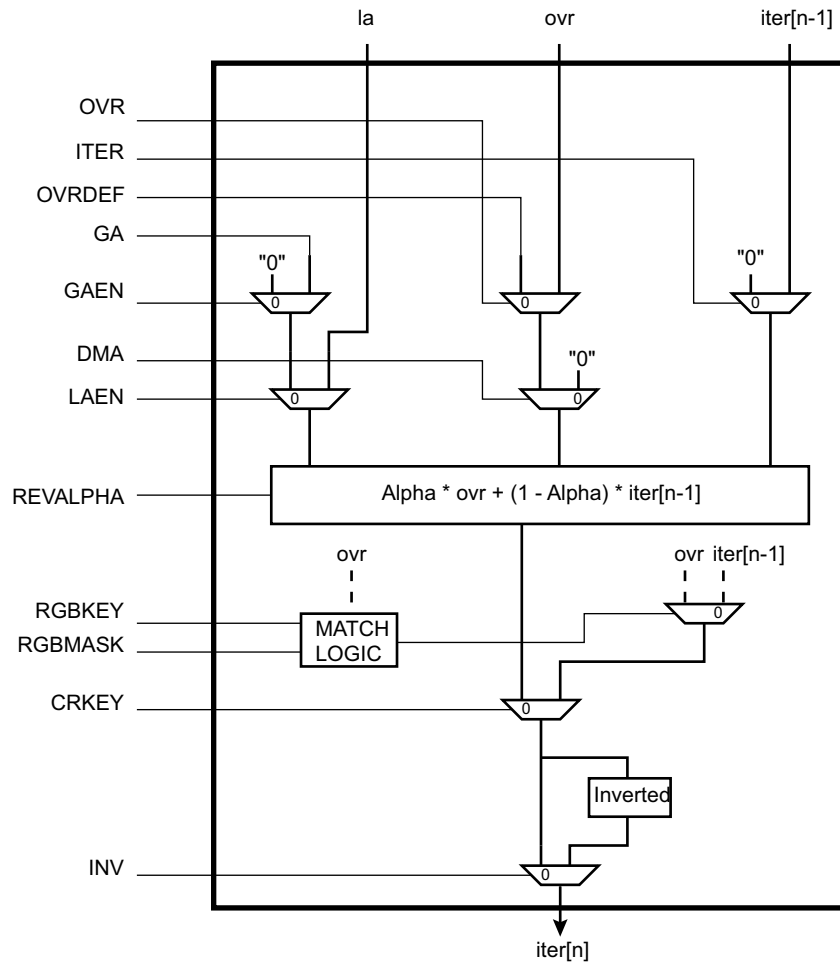 la ovr iter[n-1]
OVR
ITER
OVRDEF
GA
"0" "0"
GAEN 0 0 0
DMA "0"
LAEN 0 0
REVALPHA Alpha * ovr + (1 - Alpha) * iter[n-1]
ovr ovr iter[n-1]
RGBKEY 0
MATCH
RGBMASK LOGIC
CRKEY 0
Inverted
INV 0
iter[n]